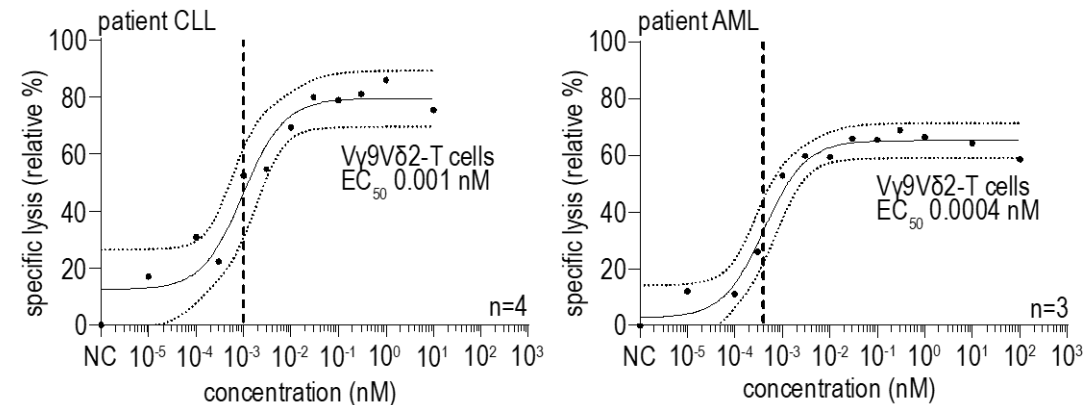 patient CLL
100
80
60
40
20
0
specific lysis (relative %)
Vγ9Vδ2-T cells
EC₅₀ 0.001 nM
n=4
NC 10⁻⁵ 10⁻⁴ 10⁻³ 10⁻² 10⁻¹ 10⁰ 10¹ 10² 10³
concentration (nM)
patient AML
100
80
60
40
20
0
specific lysis (relative %)
Vγ9Vδ2-T cells
EC₅₀ 0.0004 nM
n=3
NC 10⁻⁵ 10⁻⁴ 10⁻³ 10⁻² 10⁻¹ 10⁰ 10¹ 10² 10³
concentration (nM)